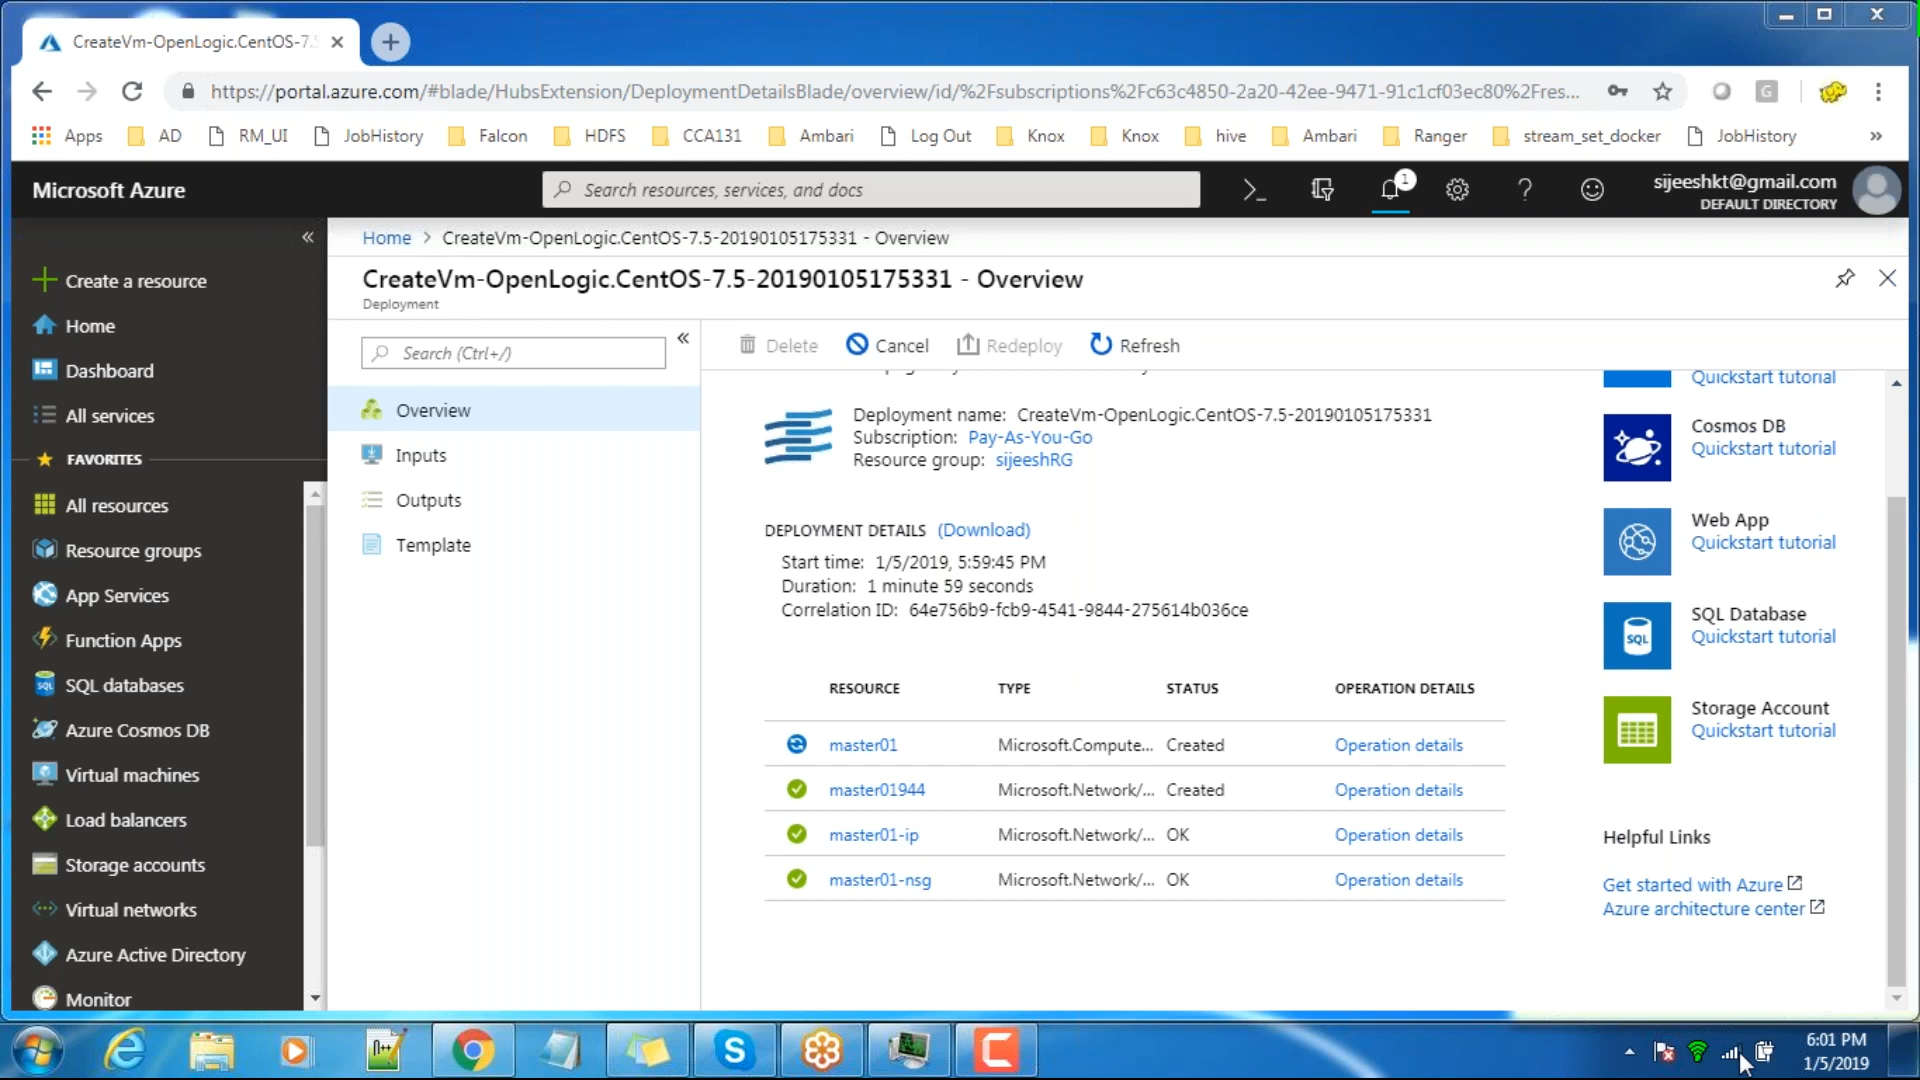 CreateVm-OpenLogic.CentOS-7.5
https://portal.azure.com/#blade/HubsExtension/DeploymentDetailsBlade/overview/id/%2Fsubscriptions%2Fc63c4850-2a20-42ee-9471-91c1cf03ec80%2Fres...
Apps AD RM_UI JobHistory Falcon HDFS CCA131 Ambari Log Out Knox Knox hive Ambari Ranger stream_set_docker JobHistory »
Microsoft Azure
Search resources, services, and docs
1
sijeeshkt@gmail.com
DEFAULT DIRECTORY
Home > CreateVm-OpenLogic.CentOS-7.5-20190105175331 - Overview
CreateVm-OpenLogic.CentOS-7.5-20190105175331 - Overview
Deployment
Create a resource
Home
Dashboard
All services
FAVORITES
All resources
Resource groups
App Services
Function Apps
SQL databases
Azure Cosmos DB
Virtual machines
Load balancers
Storage accounts
Virtual networks
Azure Active Directory
Monitor
Search (Ctrl+/)
Overview
Inputs
Outputs
Template
Delete Cancel Redeploy Refresh
Deployment name: CreateVm-OpenLogic.CentOS-7.5-20190105175331
Subscription: Pay-As-You-Go
Resource group: sijeeshRG
DEPLOYMENT DETAILS (Download)
Start time: 1/5/2019, 5:59:45 PM
Duration: 1 minute 59 seconds
Correlation ID: 64e756b9-fcb9-4541-9844-275614b036ce
RESOURCE TYPE STATUS OPERATION DETAILS
master01 Microsoft.Compute... Created Operation details
master01944 Microsoft.Network/... Created Operation details
master01-ip Microsoft.Network/... OK Operation details
master01-nsg Microsoft.Network/... OK Operation details
Quickstart tutorial
Cosmos DB
Quickstart tutorial
Web App
Quickstart tutorial
SQL
SQL Database
Quickstart tutorial
Storage Account
Quickstart tutorial
Helpful Links
Get started with Azure
Azure architecture center
6:01 PM
1/5/2019